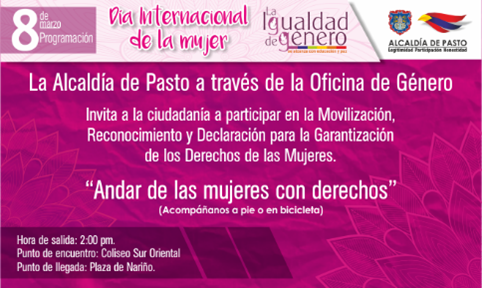 8 de marzo
Programación
Día Internacional
de la mujer
La
Igualdad
de género
ALCALDÍA DE PASTO
Legitimidad Participación Honestidad
La Alcaldía de Pasto a través de la Oficina de Género
Invita a la ciudadanía a participar en la Movilización,
Reconocimiento y Declaración para la Garantización
de los Derechos de las Mujeres.
“Andar de las mujeres con derechos”
(Acompáñanos a pie o en bicicleta)
Hora de salida: 2:00 pm.
Punto de encuentro: Coliseo Sur Oriental
Punto de llegada: Plaza de Nariño.